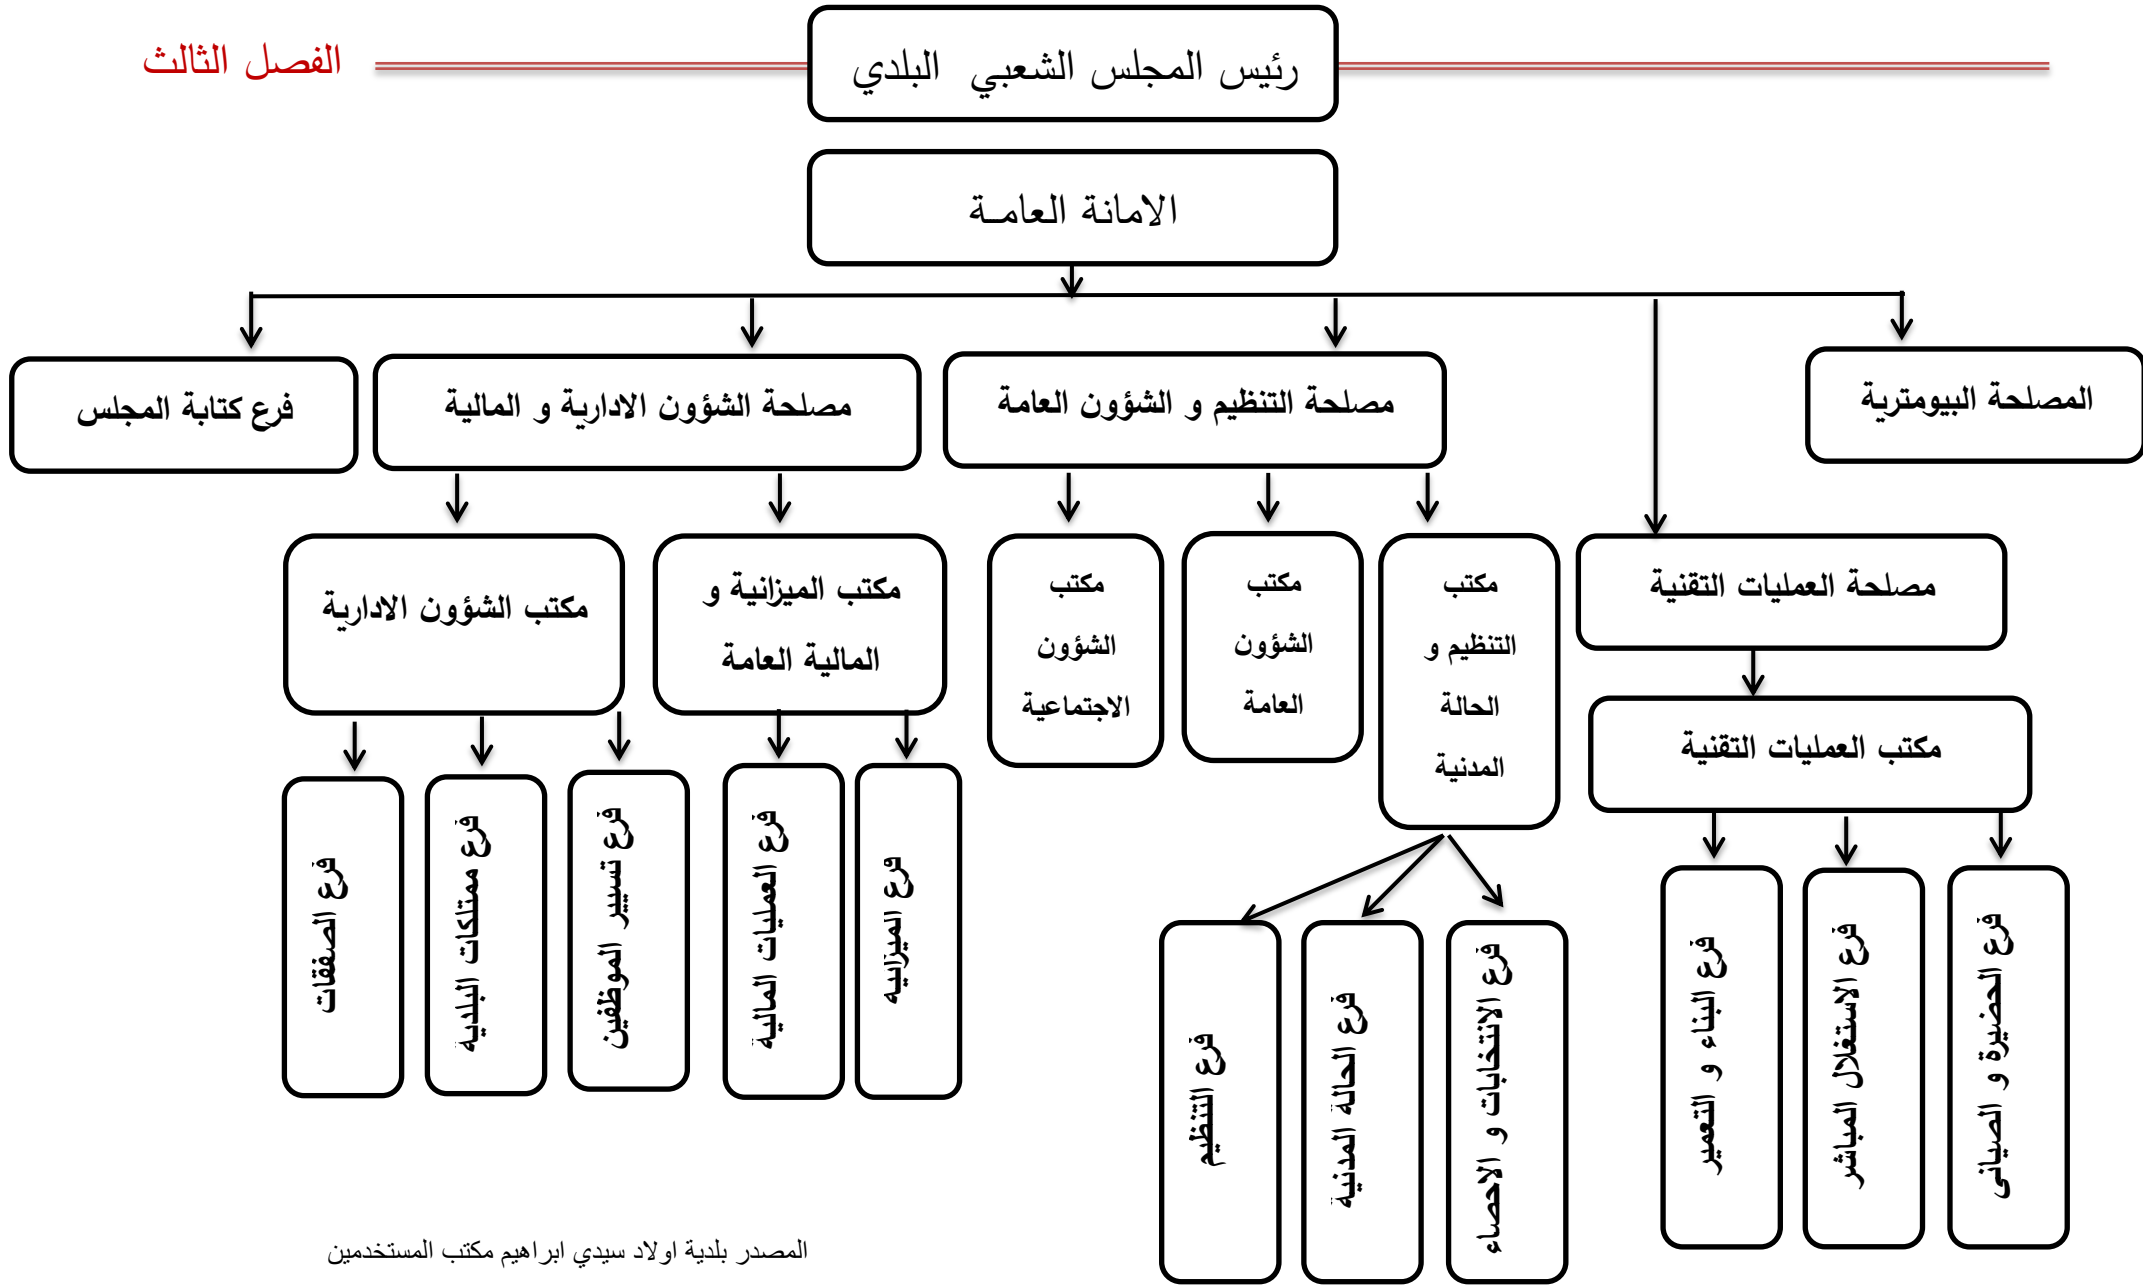 الفصل الثالث
رئيس المجلس الشعبي البلدي
الامانة العامـة
المصلحة البيومترية
مصلحة التنظيم و الشؤون العامة
مصلحة الشؤون الادارية و المالية
فرع كتابة المجلس
مصلحة العمليات التقنية
مكتب
التنظيم و
الحالة
المدنية
مكتب
الشؤون
العامة
مكتب
الشؤون
الاجتماعية
مكتب الميزانية و
المالية العامة
مكتب الشؤون الادارية
مكتب العمليات التقنية
فرع الحضيرة و الصيانى
فرع الاستغلال المباشر
فرع البناء و التعمير
فرع الانتخابات و الاحصاء
فرع الحالة المدنية
فرع التنظيم
فرع الميزانيه
فرع العمليات المالية
فرع تسيير الموظفين
فرع ممتلكات البلدية
فرع الصفقات
المصدر بلدية اولاد سيدي ابراهيم مكتب المستخدمين